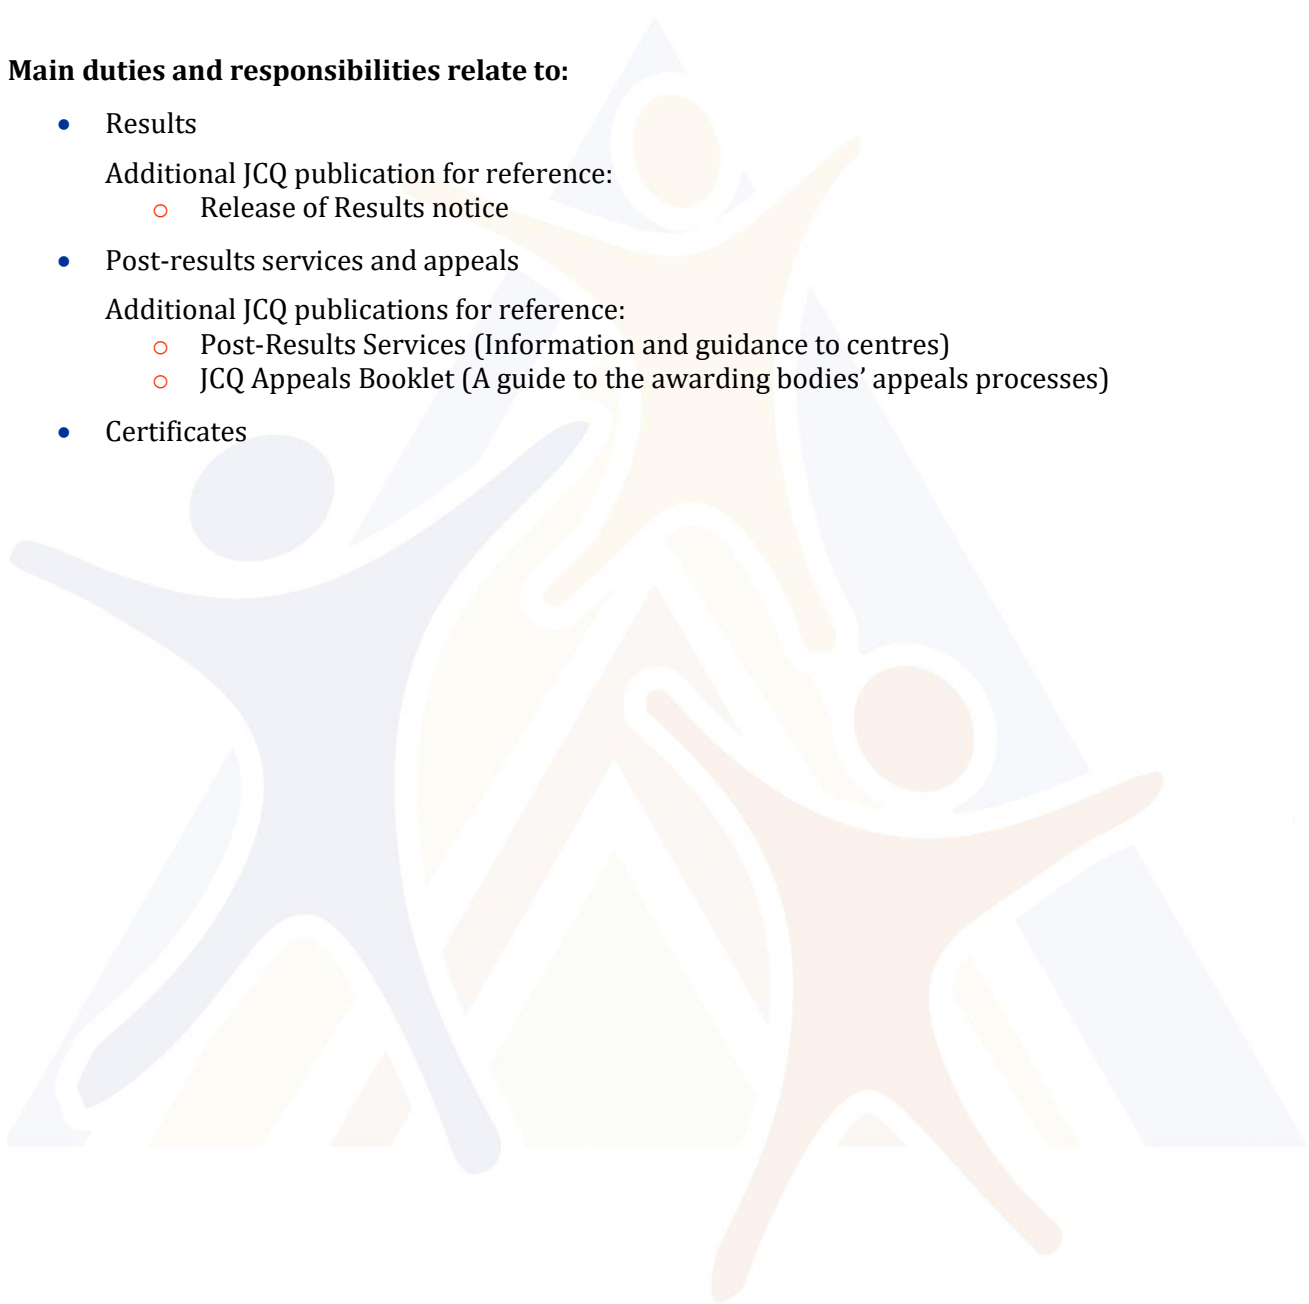 Main duties and responsibilities relate to:
• Results
Additional JCQ publication for reference:
o Release of Results notice
• Post-results services and appeals
Additional JCQ publications for reference:
o Post-Results Services (Information and guidance to centres)
o JCQ Appeals Booklet (A guide to the awarding bodies’ appeals processes)
• Certificates